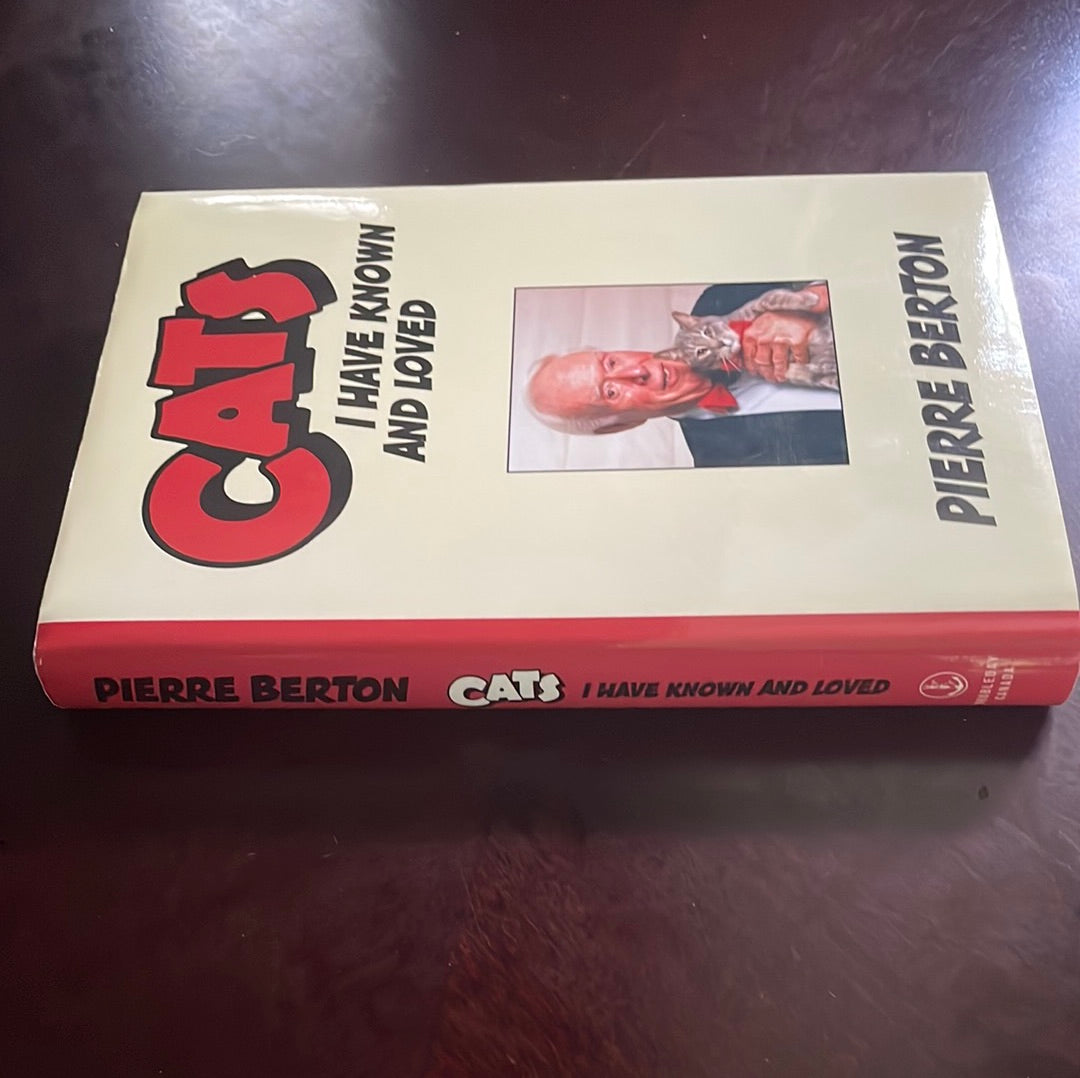 CATS
I HAVE KNOWN
AND LOVED
PIERRE BERTON
PIERRE BERTON CATS I HAVE KNOWN AND LOVED
DOUBLEDAY
CANADA